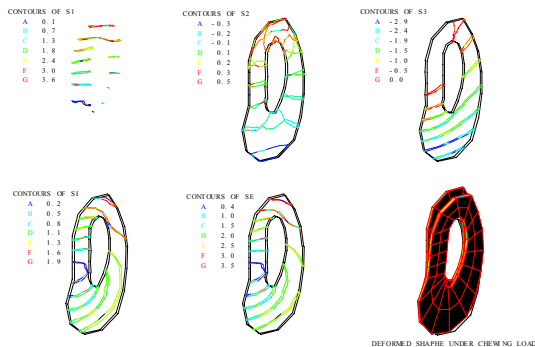 CONTOURS OF S1
A 0.1
B 0.7
C 1.3
D 1.8
E 2.4
F 3.0
G 3.6
CONTOURS OF S2
A -0.3
B -0.2
C -0.1
D 0.1
E 0.2
F 0.3
G 0.5
CONTOURS OF S3
A -2.9
B -2.4
C -1.9
D -1.5
E -1.0
F -0.5
G 0.0
CONTOURS OF SI
A 0.2
B 0.5
C 0.8
D 1.1
E 1.3
F 1.6
G 1.9
CONTOURS OF SE
A 0.4
B 1.0
C 1.5
D 2.0
E 2.5
F 3.0
G 3.5
DEFORMED SHAPHE UNDER CHEWING LOAD